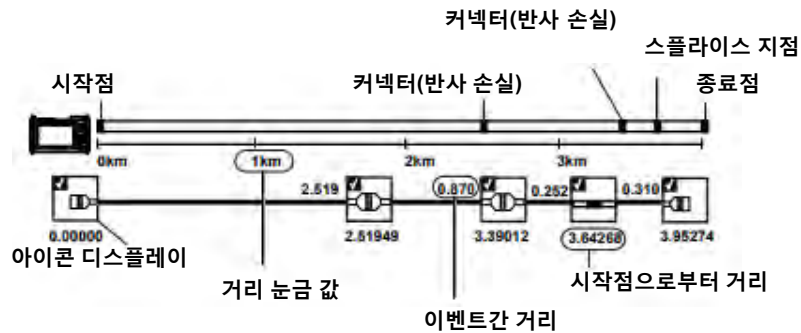 커넥터(반사 손실)
스플라이스 지점
시작점
커넥터(반사 손실)
종료점
0km
1km
2km
3km
2.519
0.870
0.252
0.310
0.00000
2.51949
3.39012
3.64268
3.95274
아이콘 디스플레이
시작점으로부터 거리
거리 눈금 값
이벤트간 거리